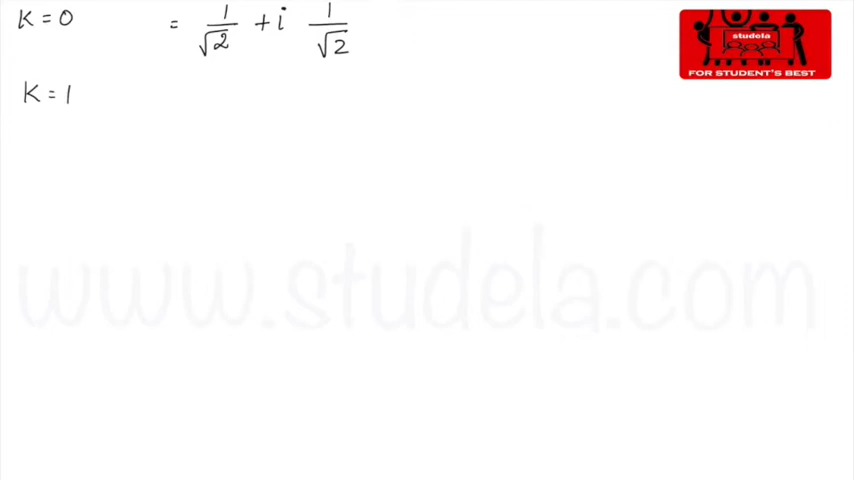 K = 0 = 1/√2 + i 1/√2
studela
FOR STUDENT'S BEST
K = 1
www.studela.com